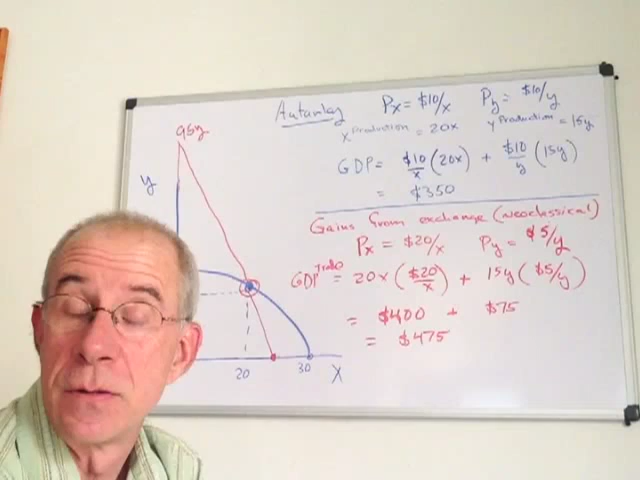 Autarky Px = $10/x Py = $10/y
x Production = 20x y Production = 15y
GDP = $10/x (20x) + $10/y (15y)
= $350
Gains from exchange (neoclassical)
Px = $20/x Py = $5/y
GDP Trade = 20x ($20/x) + 15y ($5/y)
= $400 + $75
= $475
95y
y
20
30
X